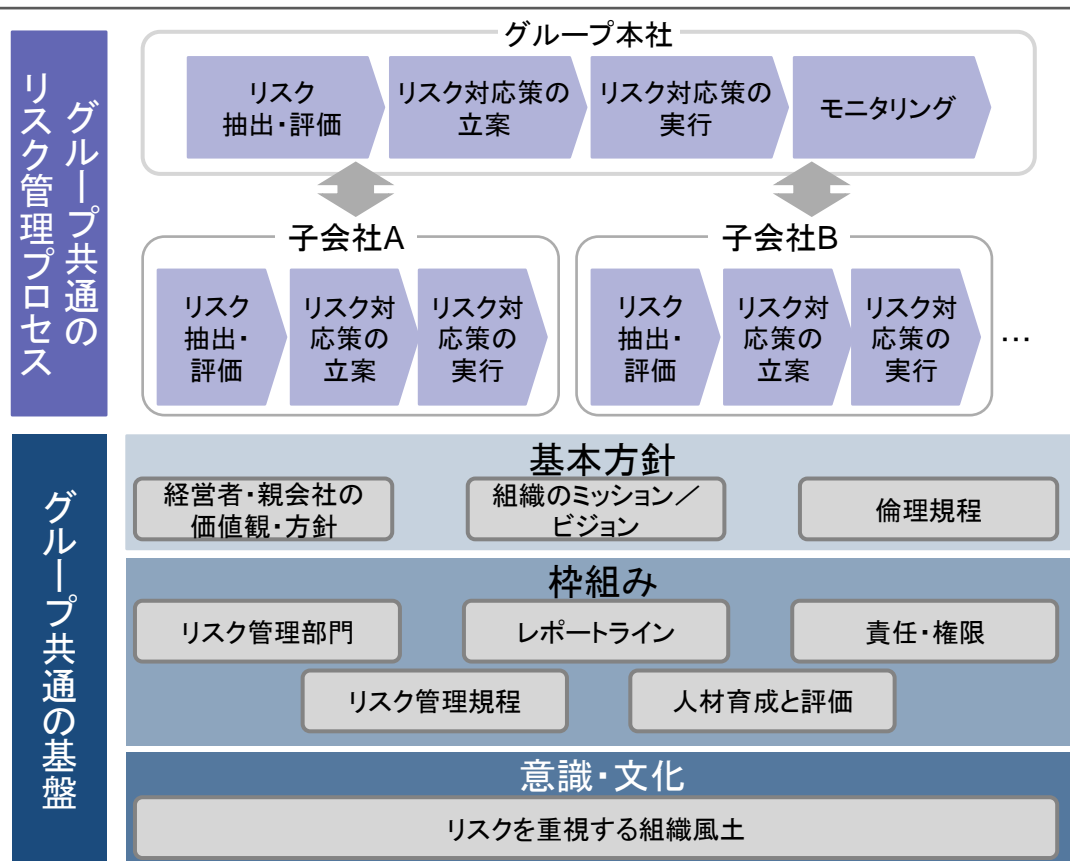 グループ共通の
リスク管理プロセス
グループ本社
リスク
抽出・評価
リスク対応策の
立案
リスク対応策の
実行
モニタリング
子会社A
リスク
抽出・
評価
リスク対
応策の
立案
リスク対
応策の
実行
子会社B
リスク
抽出・
評価
リスク対
応策の
立案
リスク対
応策の
実行
…
グループ共通の基盤
基本方針
経営者・親会社の
価値観・方針
組織のミッション／
ビジョン
倫理規程
枠組み
リスク管理部門
レポートライン
責任・権限
リスク管理規程
人材育成と評価
意識・文化
リスクを重視する組織風土